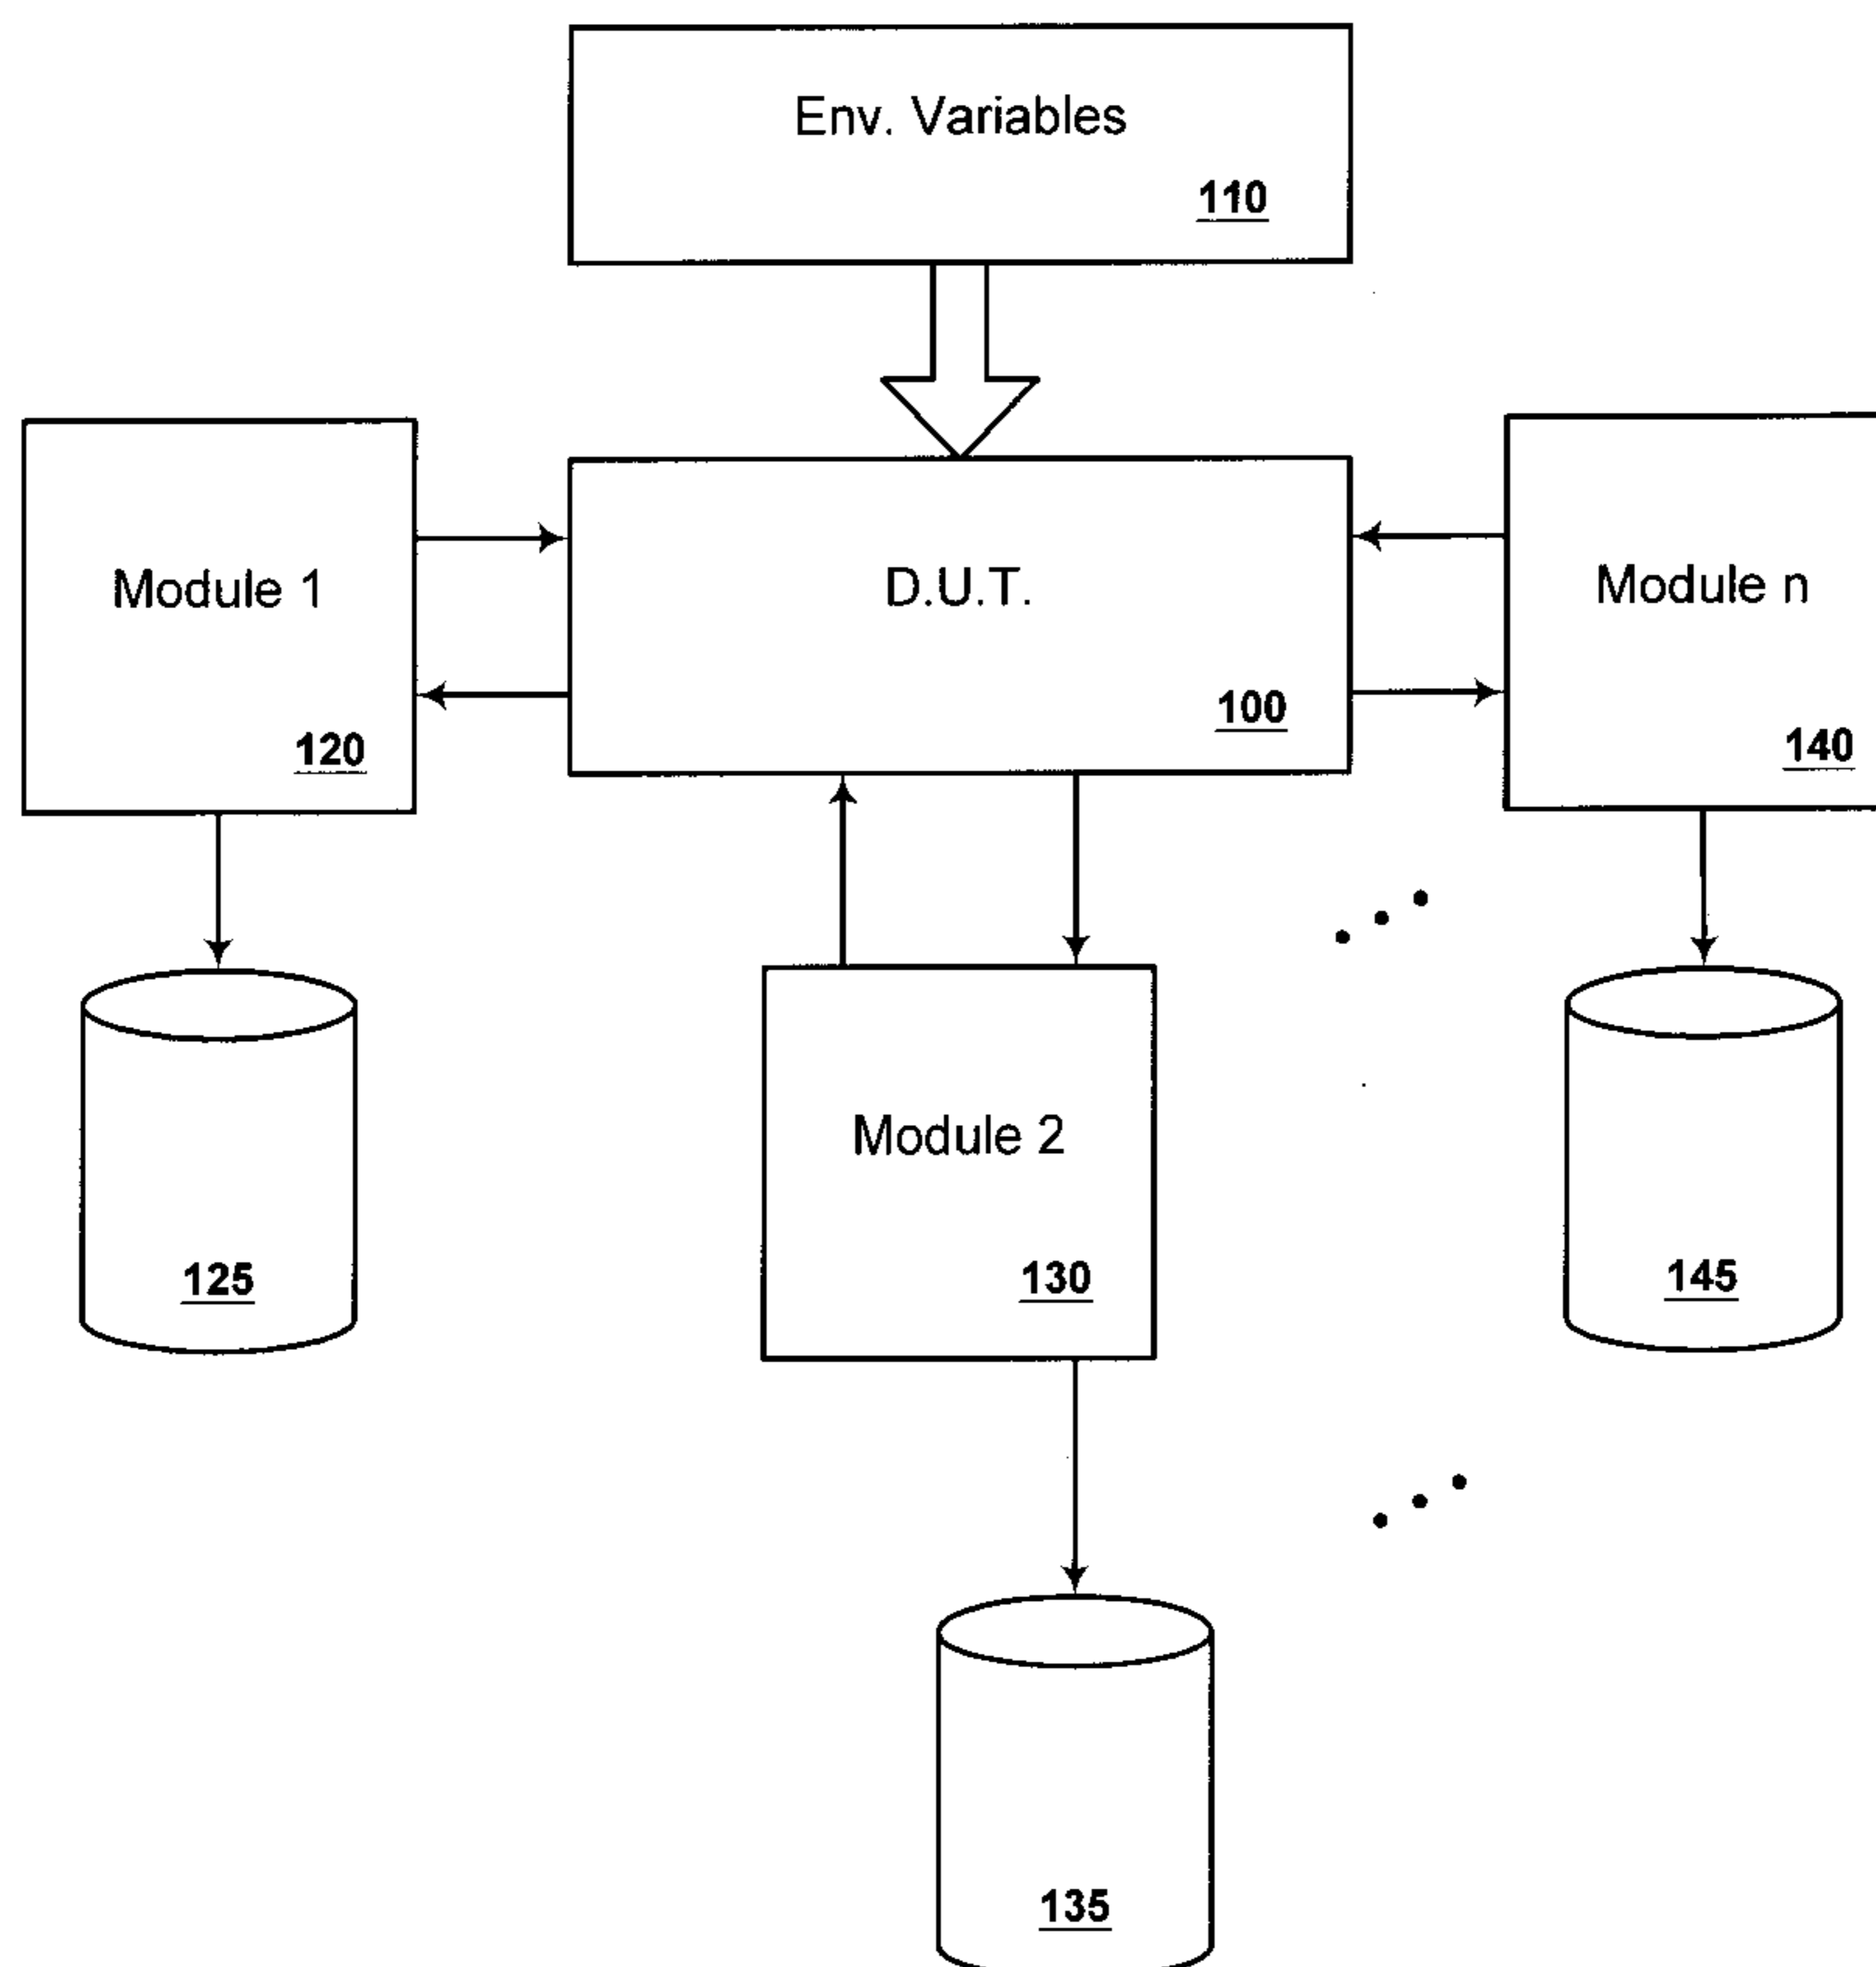 Env. Variables
110
Module 1
120
D.U.T.
100
Module n
140
125
Module 2
130
145
135